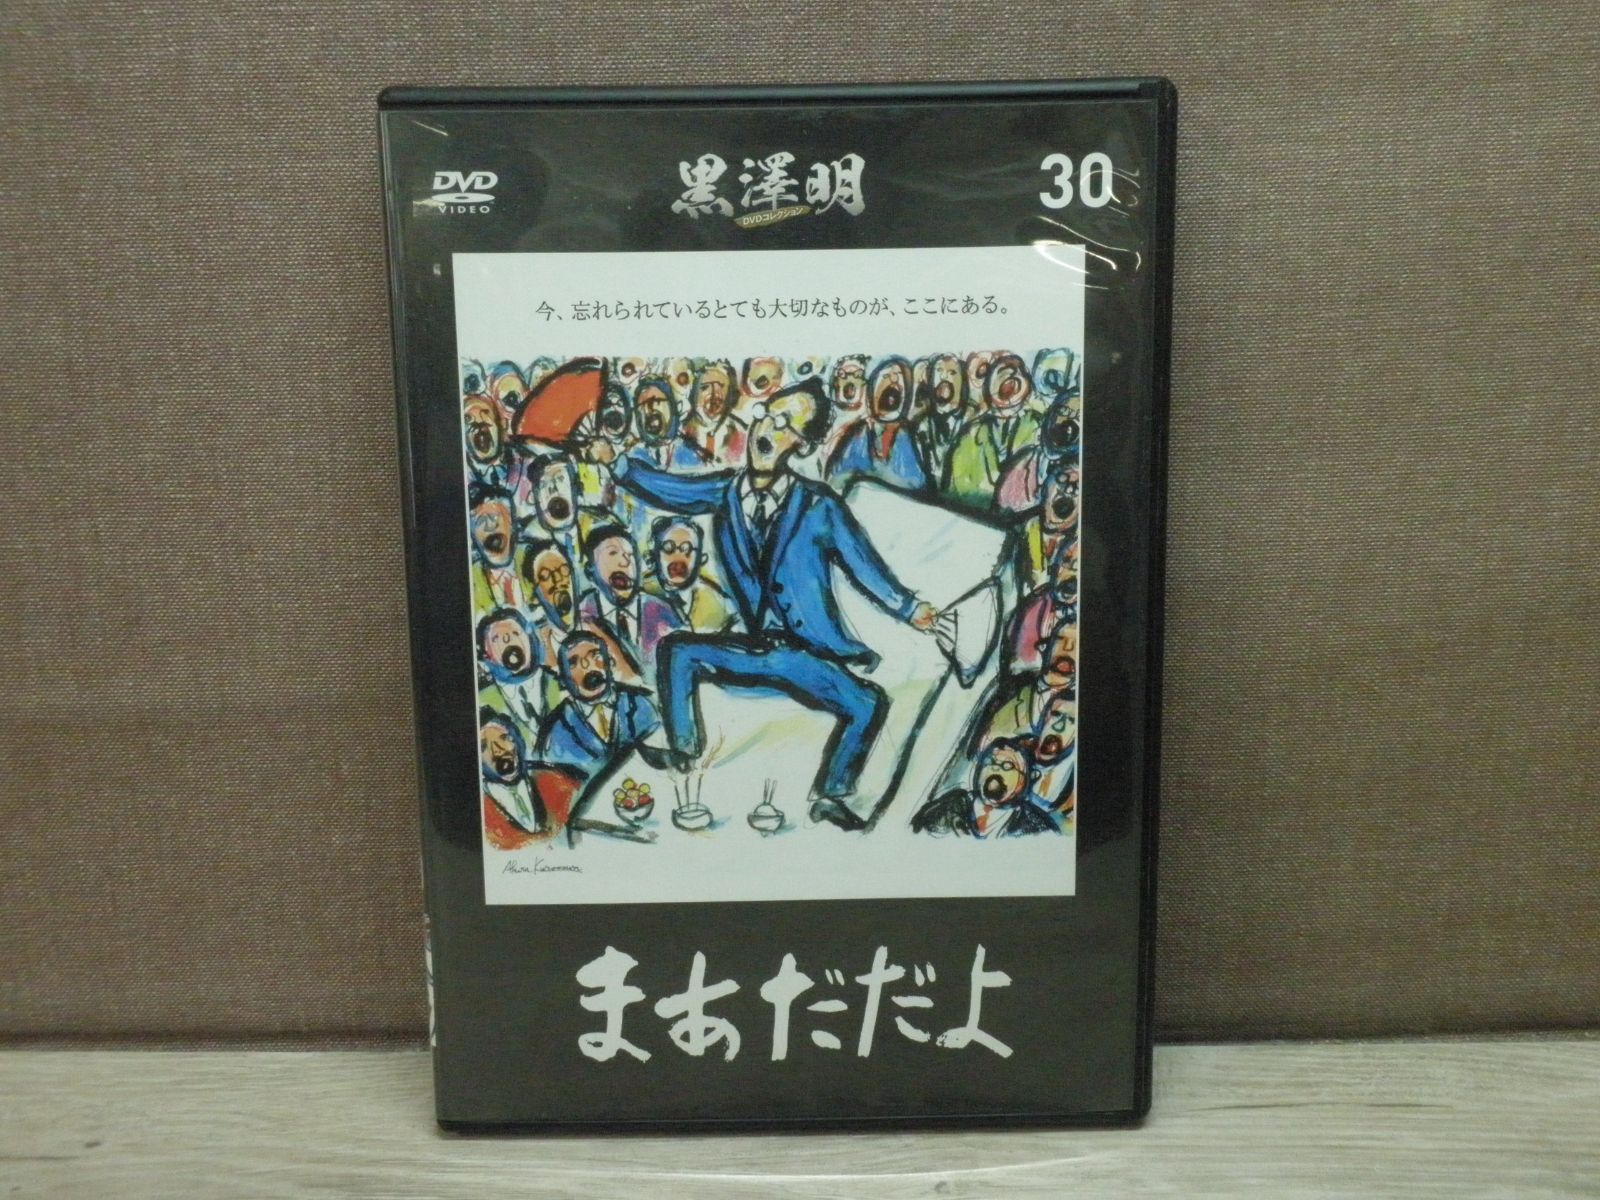 DVD
VIDEO
黒澤明
DVDコレクション
30
今、忘れられているとても大切なものが、ここにある。
Akira Kurosawa
まあだだよ